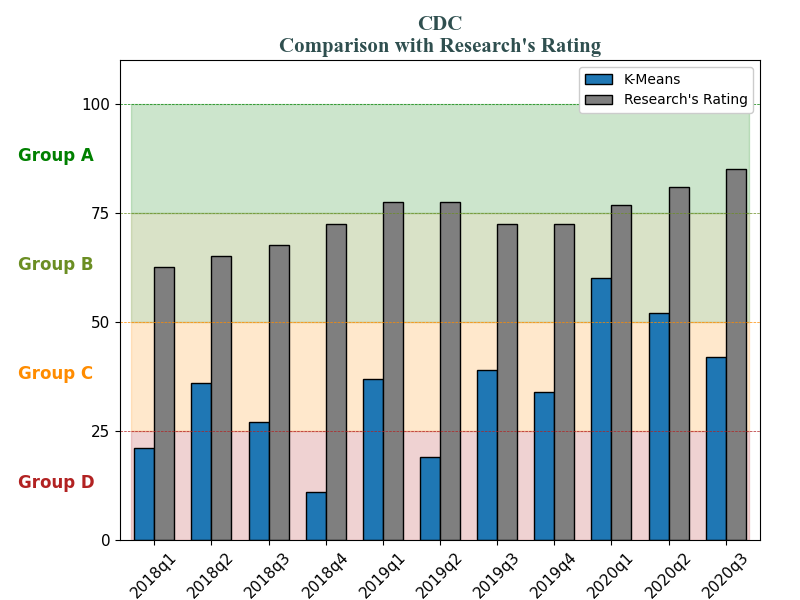 CDC
Comparison with Research's Rating
K-Means
Research's Rating
100
Group A
75
Group B
50
Group C
25
Group D
0
2018q1
2018q2
2018q3
2018q4
2019q1
2019q2
2019q3
2019q4
2020q1
2020q2
2020q3